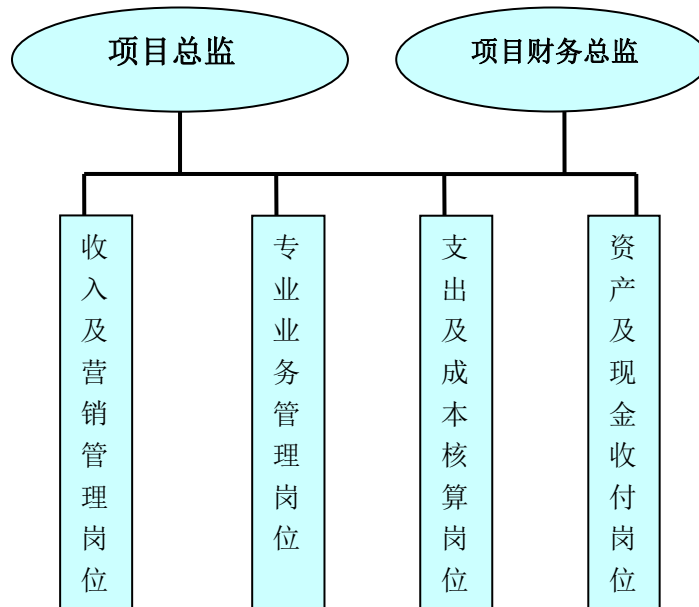 项目总监
项目财务总监
收入及营销管理岗位
专业业务管理岗位
支出及成本核算岗位
资产及现金收付岗位